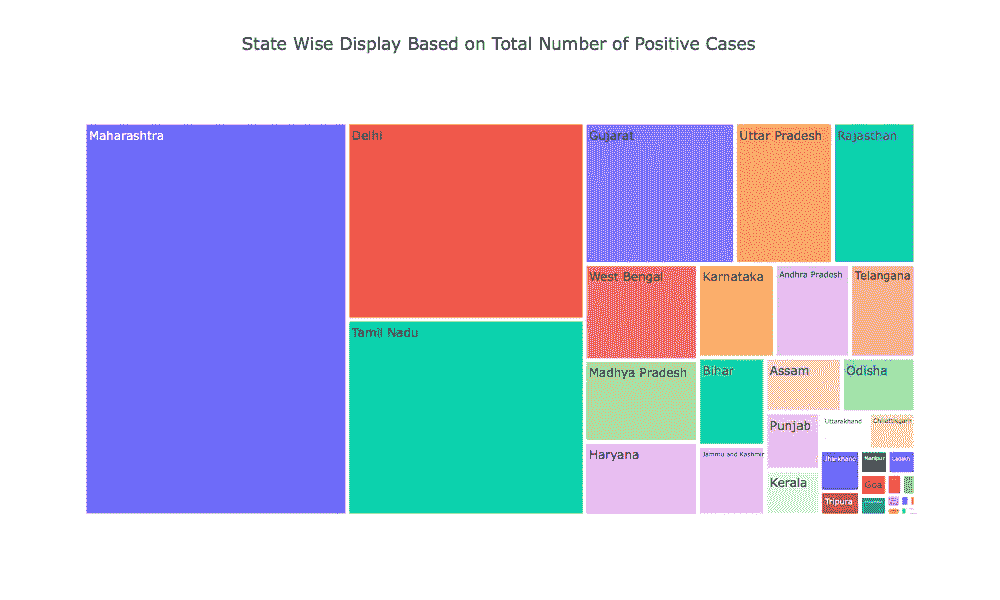 State Wise Display Based on Total Number of Positive Cases
Maharashtra
Delhi
Gujarat
Uttar Pradesh
Rajasthan
West Bengal
Karnataka
Andhra Pradesh
Telangana
Tamil Nadu
Madhya Pradesh
Bihar
Assam
Odisha
Punjab
Uttarakhand
Chhattisgarh
Haryana
Jammu and Kashmir
Jharkhand
Manipur
Ladakh
Kerala
Goa
Tripura